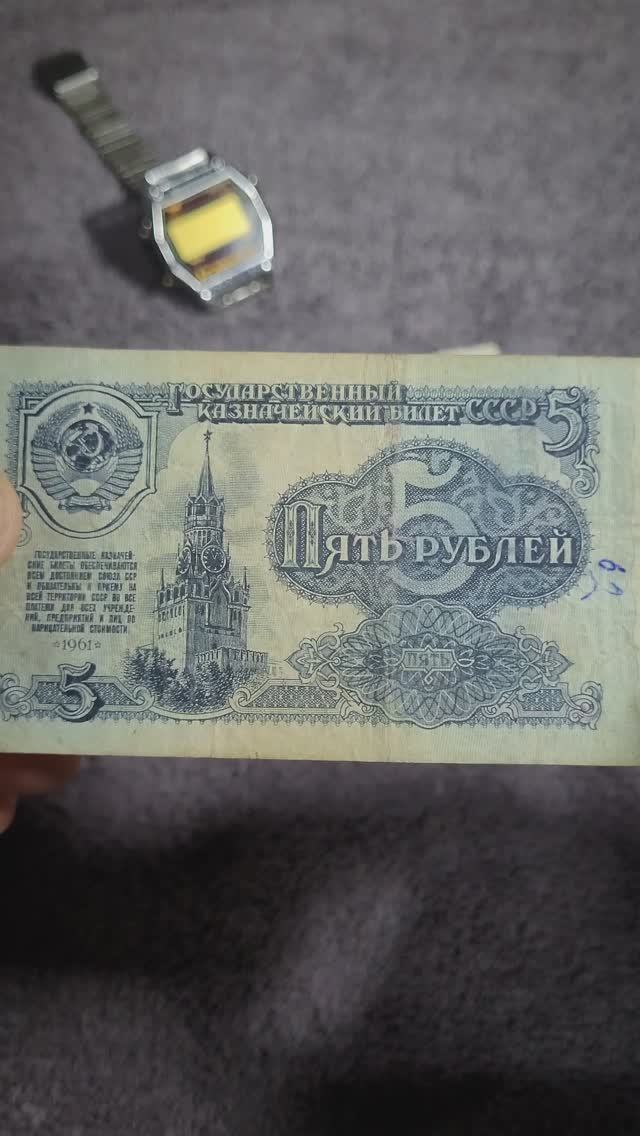 ГОСУДАРСТВЕННЫЙ
КАЗНАЧЕЙСКИЙ БИЛЕТ СССР
5
5
ПЯТЬ РУБЛЕЙ
ГОСУДАРСТВЕННЫЕ КАЗНАЧЕЙ-
СКИЕ БИЛЕТЫ ОБЕСПЕЧИВАЮТСЯ
ВСЕМ ДОСТОЯНИЕМ СОЮЗА ССР
И ОБЯЗАТЕЛЬНЫ К ПРИЕМУ НА
ВСЕЙ ТЕРРИТОРИИ СССР ВО ВСЕ
ПЛАТЕЖИ ДЛЯ ВСЕХ УЧРЕЖДЕ-
НИЙ, ПРЕДПРИЯТИЙ И ЛИЦ ПО
НАРИЦАТЕЛЬНОЙ СТОИМОСТИ.
1961
ПЯТЬ
5